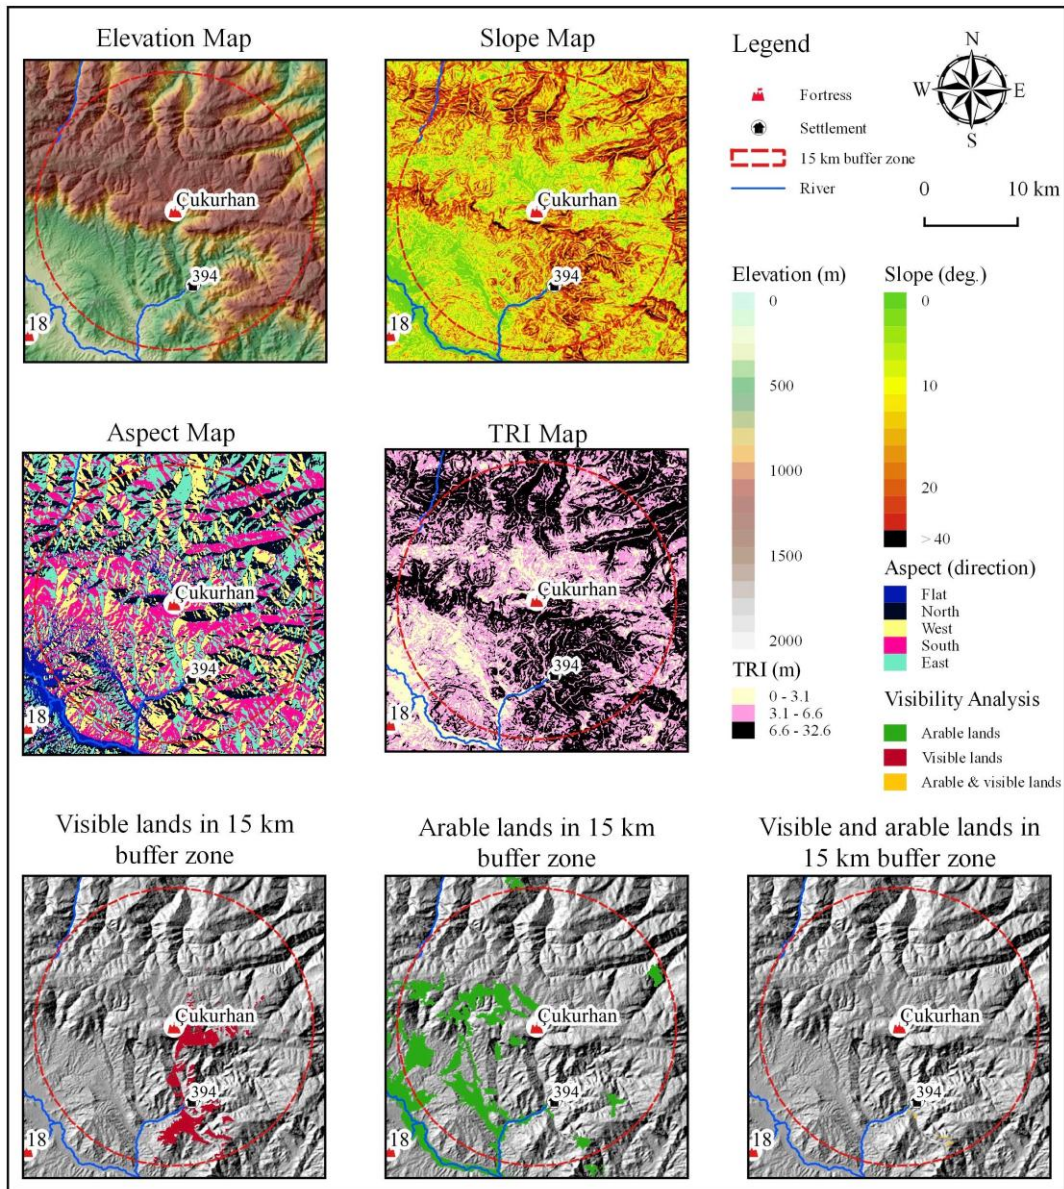 Elevation Map
Çukurhan
394
18
Slope Map
Çukurhan
394
18
Legend
Fortress
Settlement
15 km buffer zone
River
N
W
E
S
0
10 km
Elevation (m)
0
500
1000
1500
2000
Slope (deg.)
0
10
20
> 40
Aspect Map
Çukurhan
394
18
TRI Map
Çukurhan
394
18
TRI (m)
0 - 3.1
3.1 - 6.6
6.6 - 32.6
Aspect (direction)
Flat
North
West
South
East
Visibility Analysis
Arable lands
Visible lands
Arable & visible lands
Visible lands in 15 km
buffer zone
Çukurhan
394
18
Arable lands in 15 km
buffer zone
Çukurhan
394
18
Visible and arable lands in
15 km buffer zone
Çukurhan
394
18